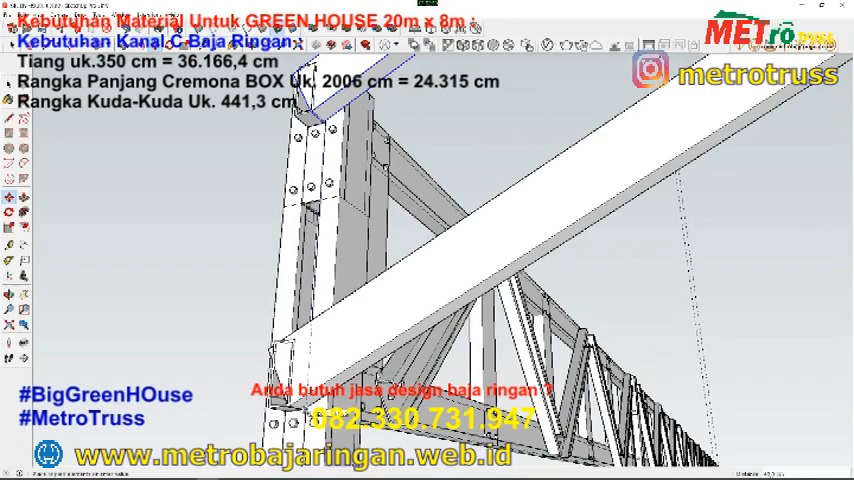 Kebutuhan Material Untuk GREEN HOUSE 20m x 8m :
Kebutuhan Kanal C Baja Ringan:
Tiang uk.350 cm = 36.166,4 cm
Rangka Panjang Cremona BOX Uk. 2006 cm = 24.315 cm
Rangka Kuda-Kuda Uk. 441,3 cm
METro
metrotruss
#BigGreenHOuse
#MetroTruss
Anda butuh jasa design baja ringan ?
082.330.731.947
www.metrobajaringan.web.id